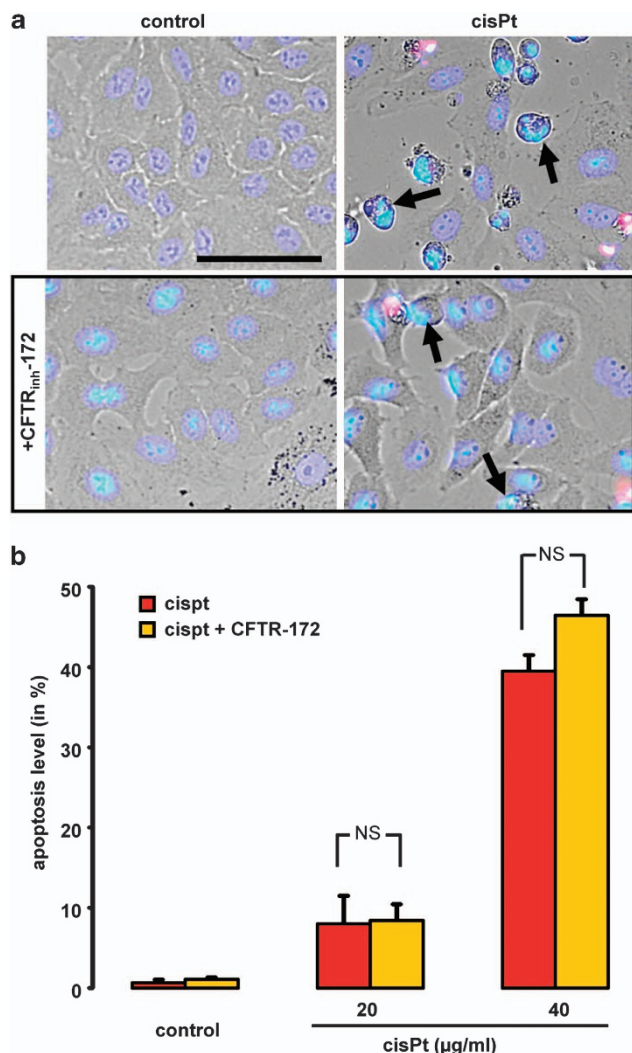 a
control
cisPt
+CFTRinh-172
b
50
40
30
20
10
0
apoptosis level (in %)
cispt
cispt + CFTR-172
NS
NS
control
20
40
cisPt (µg/ml)